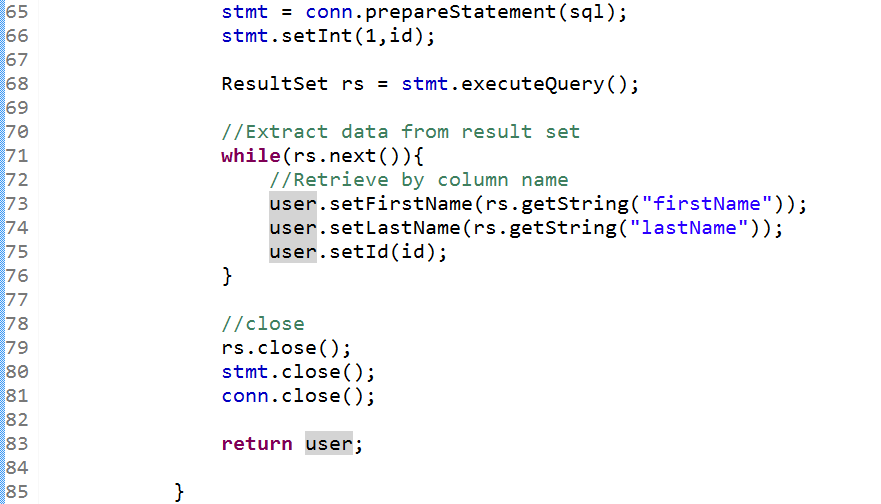 65                stmt = conn.prepareStatement(sql);
66                stmt.setInt(1,id);
67
68                ResultSet rs = stmt.executeQuery();
69
70                //Extract data from result set
71                while(rs.next()){
72                    //Retrieve by column name
73                    user.setFirstName(rs.getString("firstName"));
74                    user.setLastName(rs.getString("lastName"));
75                    user.setId(id);
76                }
77
78                //close
79                rs.close();
80                stmt.close();
81                conn.close();
82
83                return user;
84
85            }